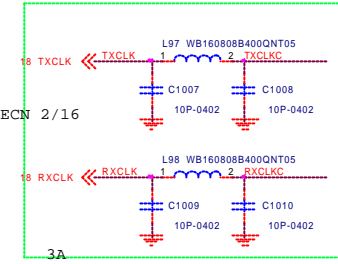 L97 WB160808B400QNT05
18 TXCLK TXCLK 1 2 TXCLKC
C1007 C1008
10P-0402 10P-0402
ECN 2/16
L98 WB160808B400QNT05
18 RXCLK RXCLK 1 2 RXCLKC
C1009 C1010
10P-0402 10P-0402
3A